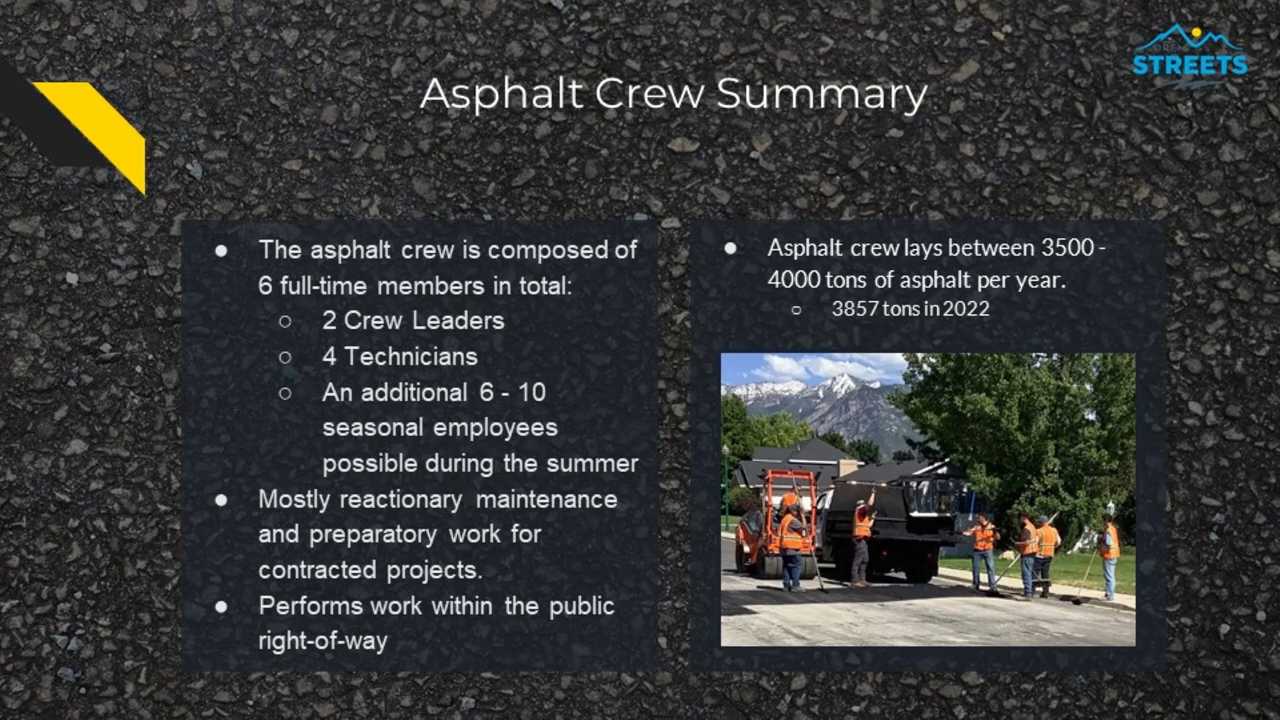 OREM
STREETS
Asphalt Crew Summary
● The asphalt crew is composed of
6 full-time members in total:
○ 2 Crew Leaders
○ 4 Technicians
○ An additional 6 - 10
seasonal employees
possible during the summer
● Mostly reactionary maintenance
and preparatory work for
contracted projects.
● Performs work within the public
right-of-way
● Asphalt crew lays between 3500 -
4000 tons of asphalt per year.
○ 3857 tons in 2022